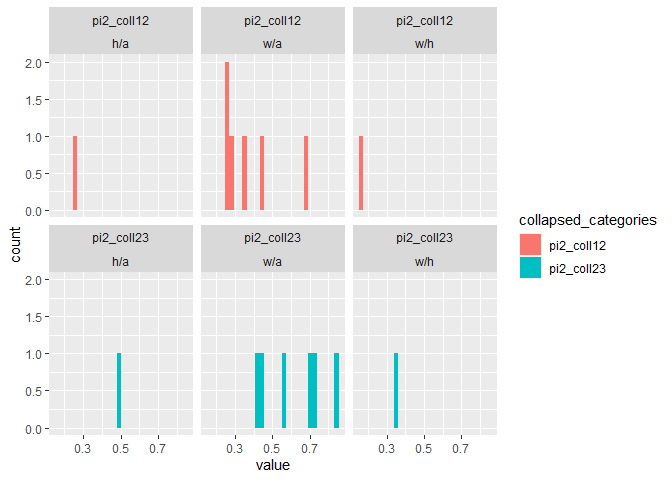 pi2_coll12 pi2_coll12 pi2_coll12
h/a w/a w/h
2.0
1.5
1.0
0.5
0.0
pi2_coll23 pi2_coll23 pi2_coll23
h/a w/a w/h
2.0
1.5
1.0
0.5
0.0
0.3 0.5 0.7 0.3 0.5 0.7 0.3 0.5 0.7
value
count
collapsed_categories
pi2_coll12
pi2_coll23